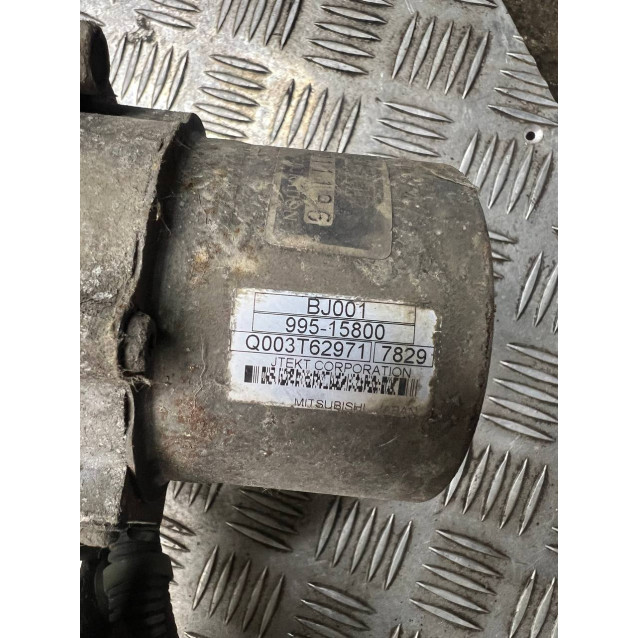 BJ001
995-15800
Q003T62971 7829
JTEKT CORPORATION
MITSUBISHI